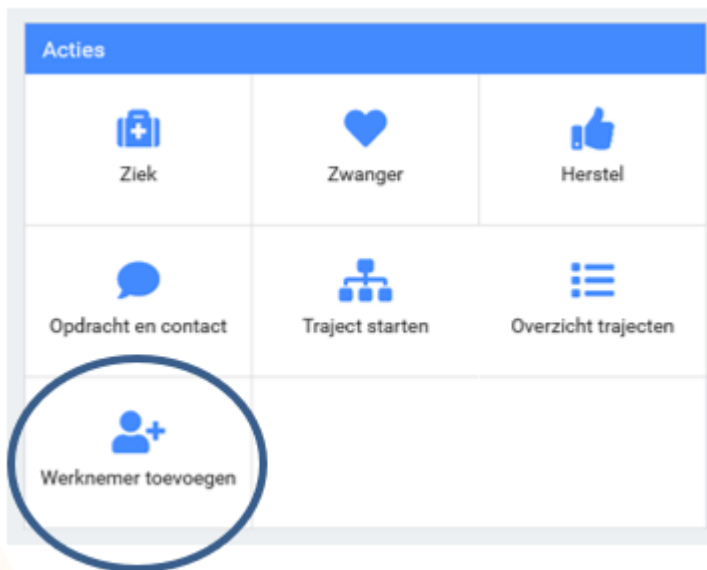 Acties
Ziek
Zwanger
Herstel
Opdracht en contact
Traject starten
Overzicht trajecten
Werknemer toevoegen